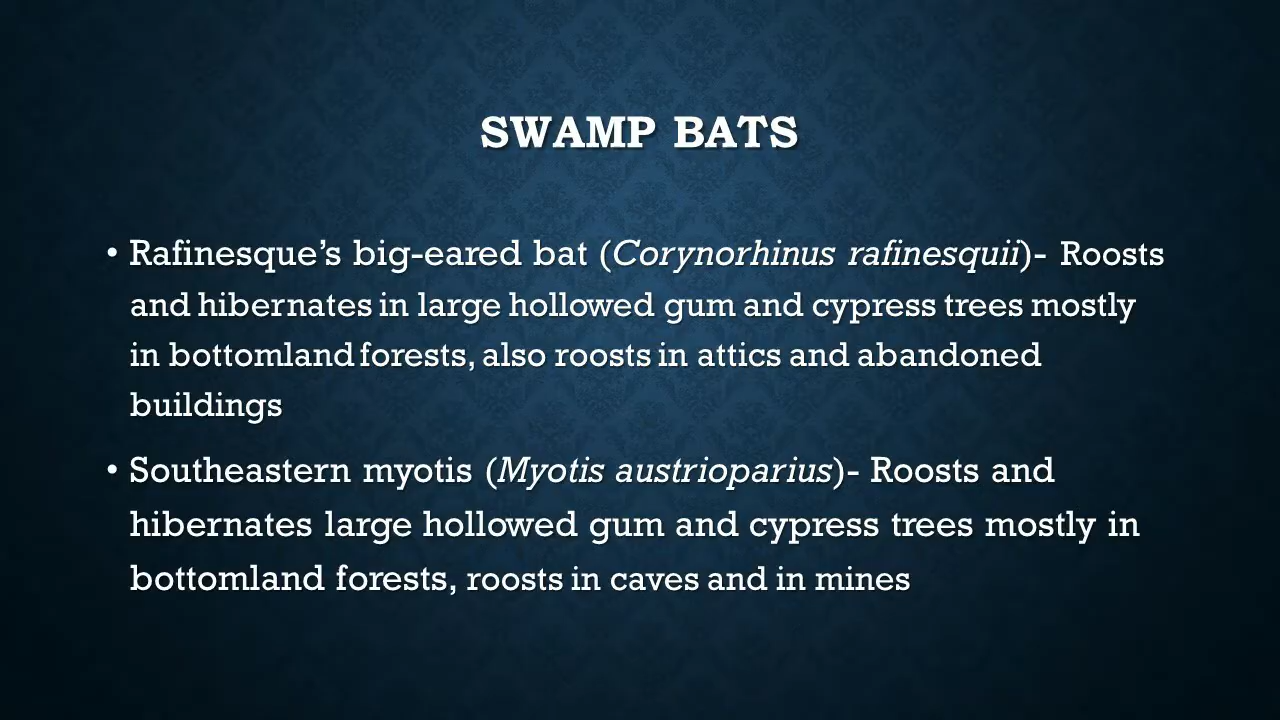 SWAMP BATS
• Rafinesque’s big-eared bat (Corynorhinus rafinesquii)- Roosts
and hibernates in large hollowed gum and cypress trees mostly
in bottomland forests, also roosts in attics and abandoned
buildings
• Southeastern myotis (Myotis austrioparius)- Roosts and
hibernates large hollowed gum and cypress trees mostly in
bottomland forests, roosts in caves and in mines